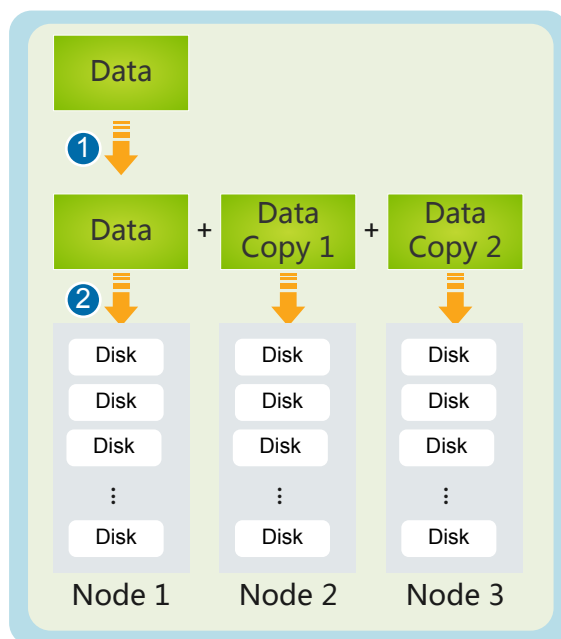 Data
1
Data + Data Copy 1 + Data Copy 2
2
Disk Disk Disk
Disk Disk Disk
Disk Disk Disk
⋮ ⋮ ⋮
Disk Disk Disk
Node 1 Node 2 Node 3